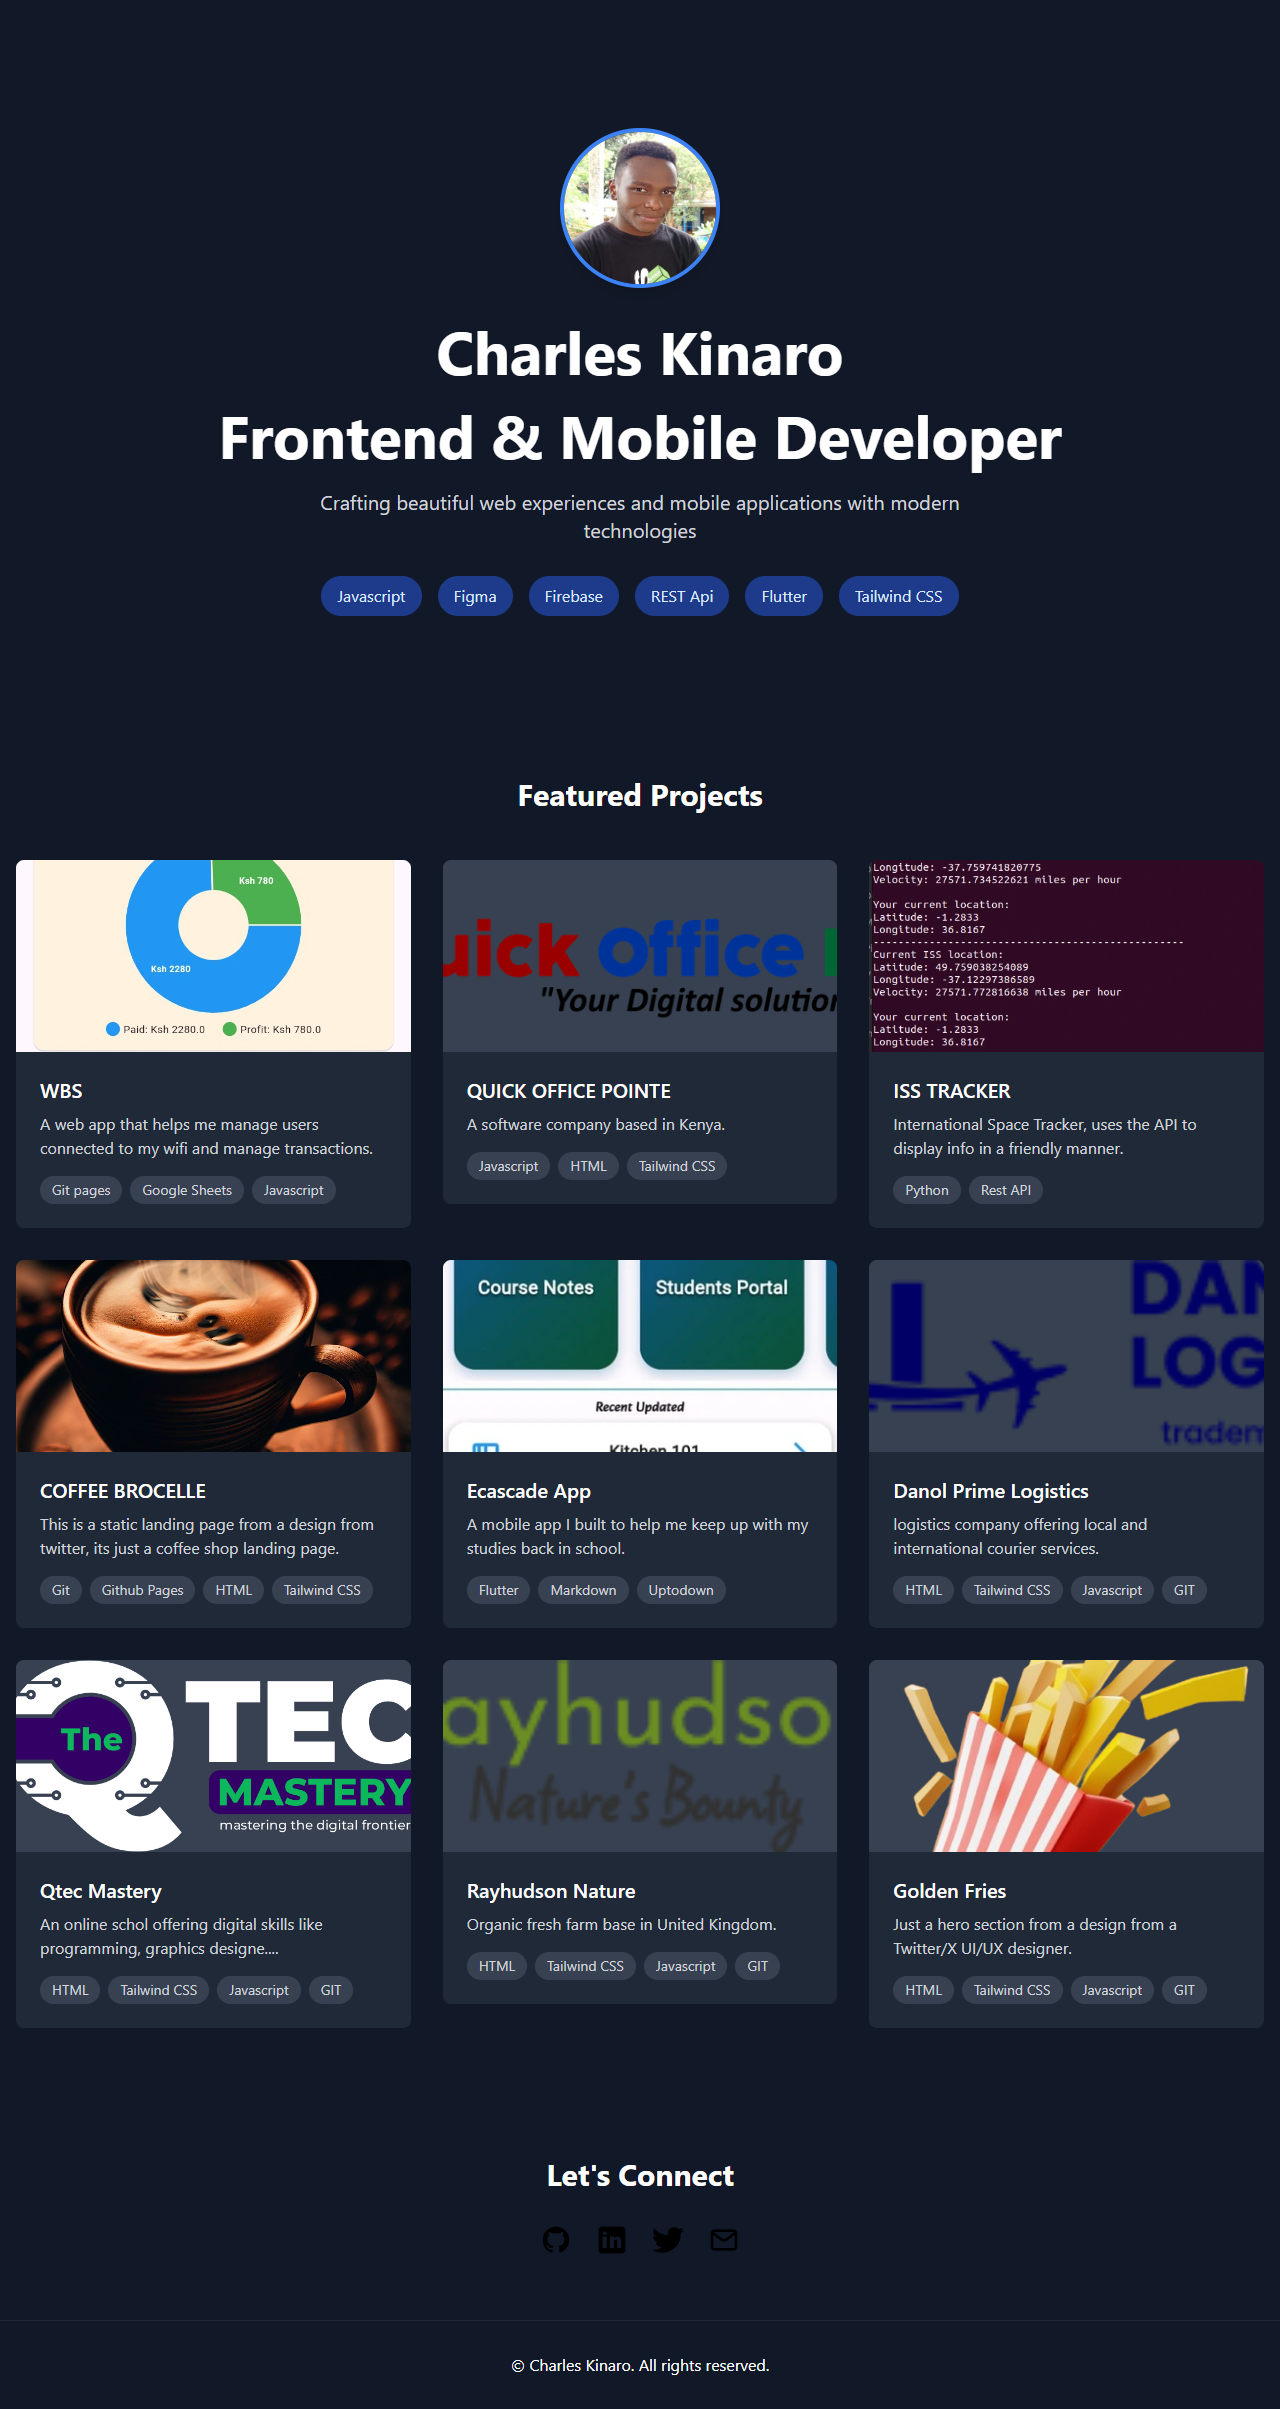 Charles Kinaro
Frontend & Mobile Developer
Crafting beautiful web experiences and mobile applications with modern
technologies
Javascript
Figma
Firebase
REST Api
Flutter
Tailwind CSS
Featured Projects
Ksh 780
Ksh 2280
Paid: Ksh 2280.0
Profit: Ksh 780.0
WBS
A web app that helps me manage users
connected to my wifi and manage transactions.
Git pages
Google Sheets
Javascript
uick Office
"Your Digital solution
QUICK OFFICE POINTE
A software company based in Kenya.
Javascript
HTML
Tailwind CSS
Longitude: -37.759741820775
Velocity: 27571.734522621 miles per hour
Your current location:
Latitude: -1.2833
Longitude: 36.8167
--------------------------------------------------
Current ISS location:
Latitude: 49.759038254089
Longitude: -37.12297386589
Velocity: 27571.772816638 miles per hour
Your current location:
Latitude: -1.2833
Longitude: 36.8167
ISS TRACKER
International Space Tracker, uses the API to
display info in a friendly manner.
Python
Rest API
COFFEE BROCELLE
This is a static landing page from a design from
twitter, its just a coffee shop landing page.
Git
Github Pages
HTML
Tailwind CSS
Course Notes
Students Portal
Recent Updated
Kitchen 101
Ecascade App
A mobile app I built to help me keep up with my
studies back in school.
Flutter
Markdown
Uptodown
DAN
LOG
tradem
Danol Prime Logistics
logistics company offering local and
international courier services.
HTML
Tailwind CSS
Javascript
GIT
The
QTEC
MASTERY
mastering the digital frontier
Qtec Mastery
An online schol offering digital skills like
programming, graphics designe....
HTML
Tailwind CSS
Javascript
GIT
ayhudso
Nature's Bounty
Rayhudson Nature
Organic fresh farm base in United Kingdom.
HTML
Tailwind CSS
Javascript
GIT
Golden Fries
Just a hero section from a design from a
Twitter/X UI/UX designer.
HTML
Tailwind CSS
Javascript
GIT
Let's Connect
© Charles Kinaro. All rights reserved.